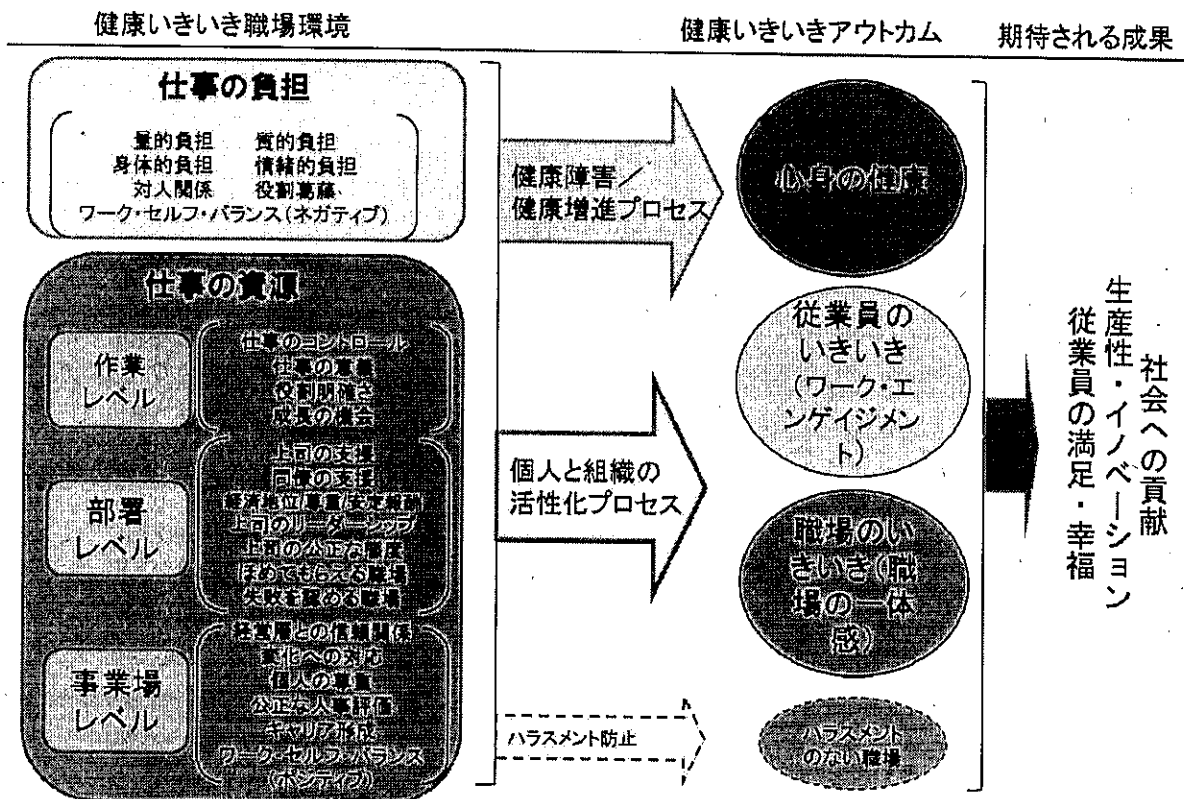 健康いきいき職場環境
健康いきいきアウトカム
期待される成果
仕事の負担
量的負担 質的負担
身体的負担 情緒的負担
対人関係 役割葛藤
ワーク・セルフ・バランス(ネガティブ)
仕事の資源
作業
レベル
仕事のコントロール
仕事の意義
役割明確さ
成長の機会
部署
レベル
上司の支援
同僚の支援
経済地位/尊重/安定報酬
上司のリーダーシップ
上司の公正な態度
ほめてもらえる職場
失敗を認める職場
事業場
レベル
経営層との信頼関係
変化への対応
個人の尊重
公正な人事評価
キャリア形成
ワーク・セルフ・バランス
(ポジティブ)
健康障害/
健康増進プロセス
個人と組織の
活性化プロセス
ハラスメント防止
心身の健康
従業員の
いきいき
(ワーク・エ
ンゲイジメン
ト)
職場のい
きいき(職
場の一体
感)
ハラスメント
のない職場
社会への貢献
生産性・イノベーション
従業員の満足・幸福